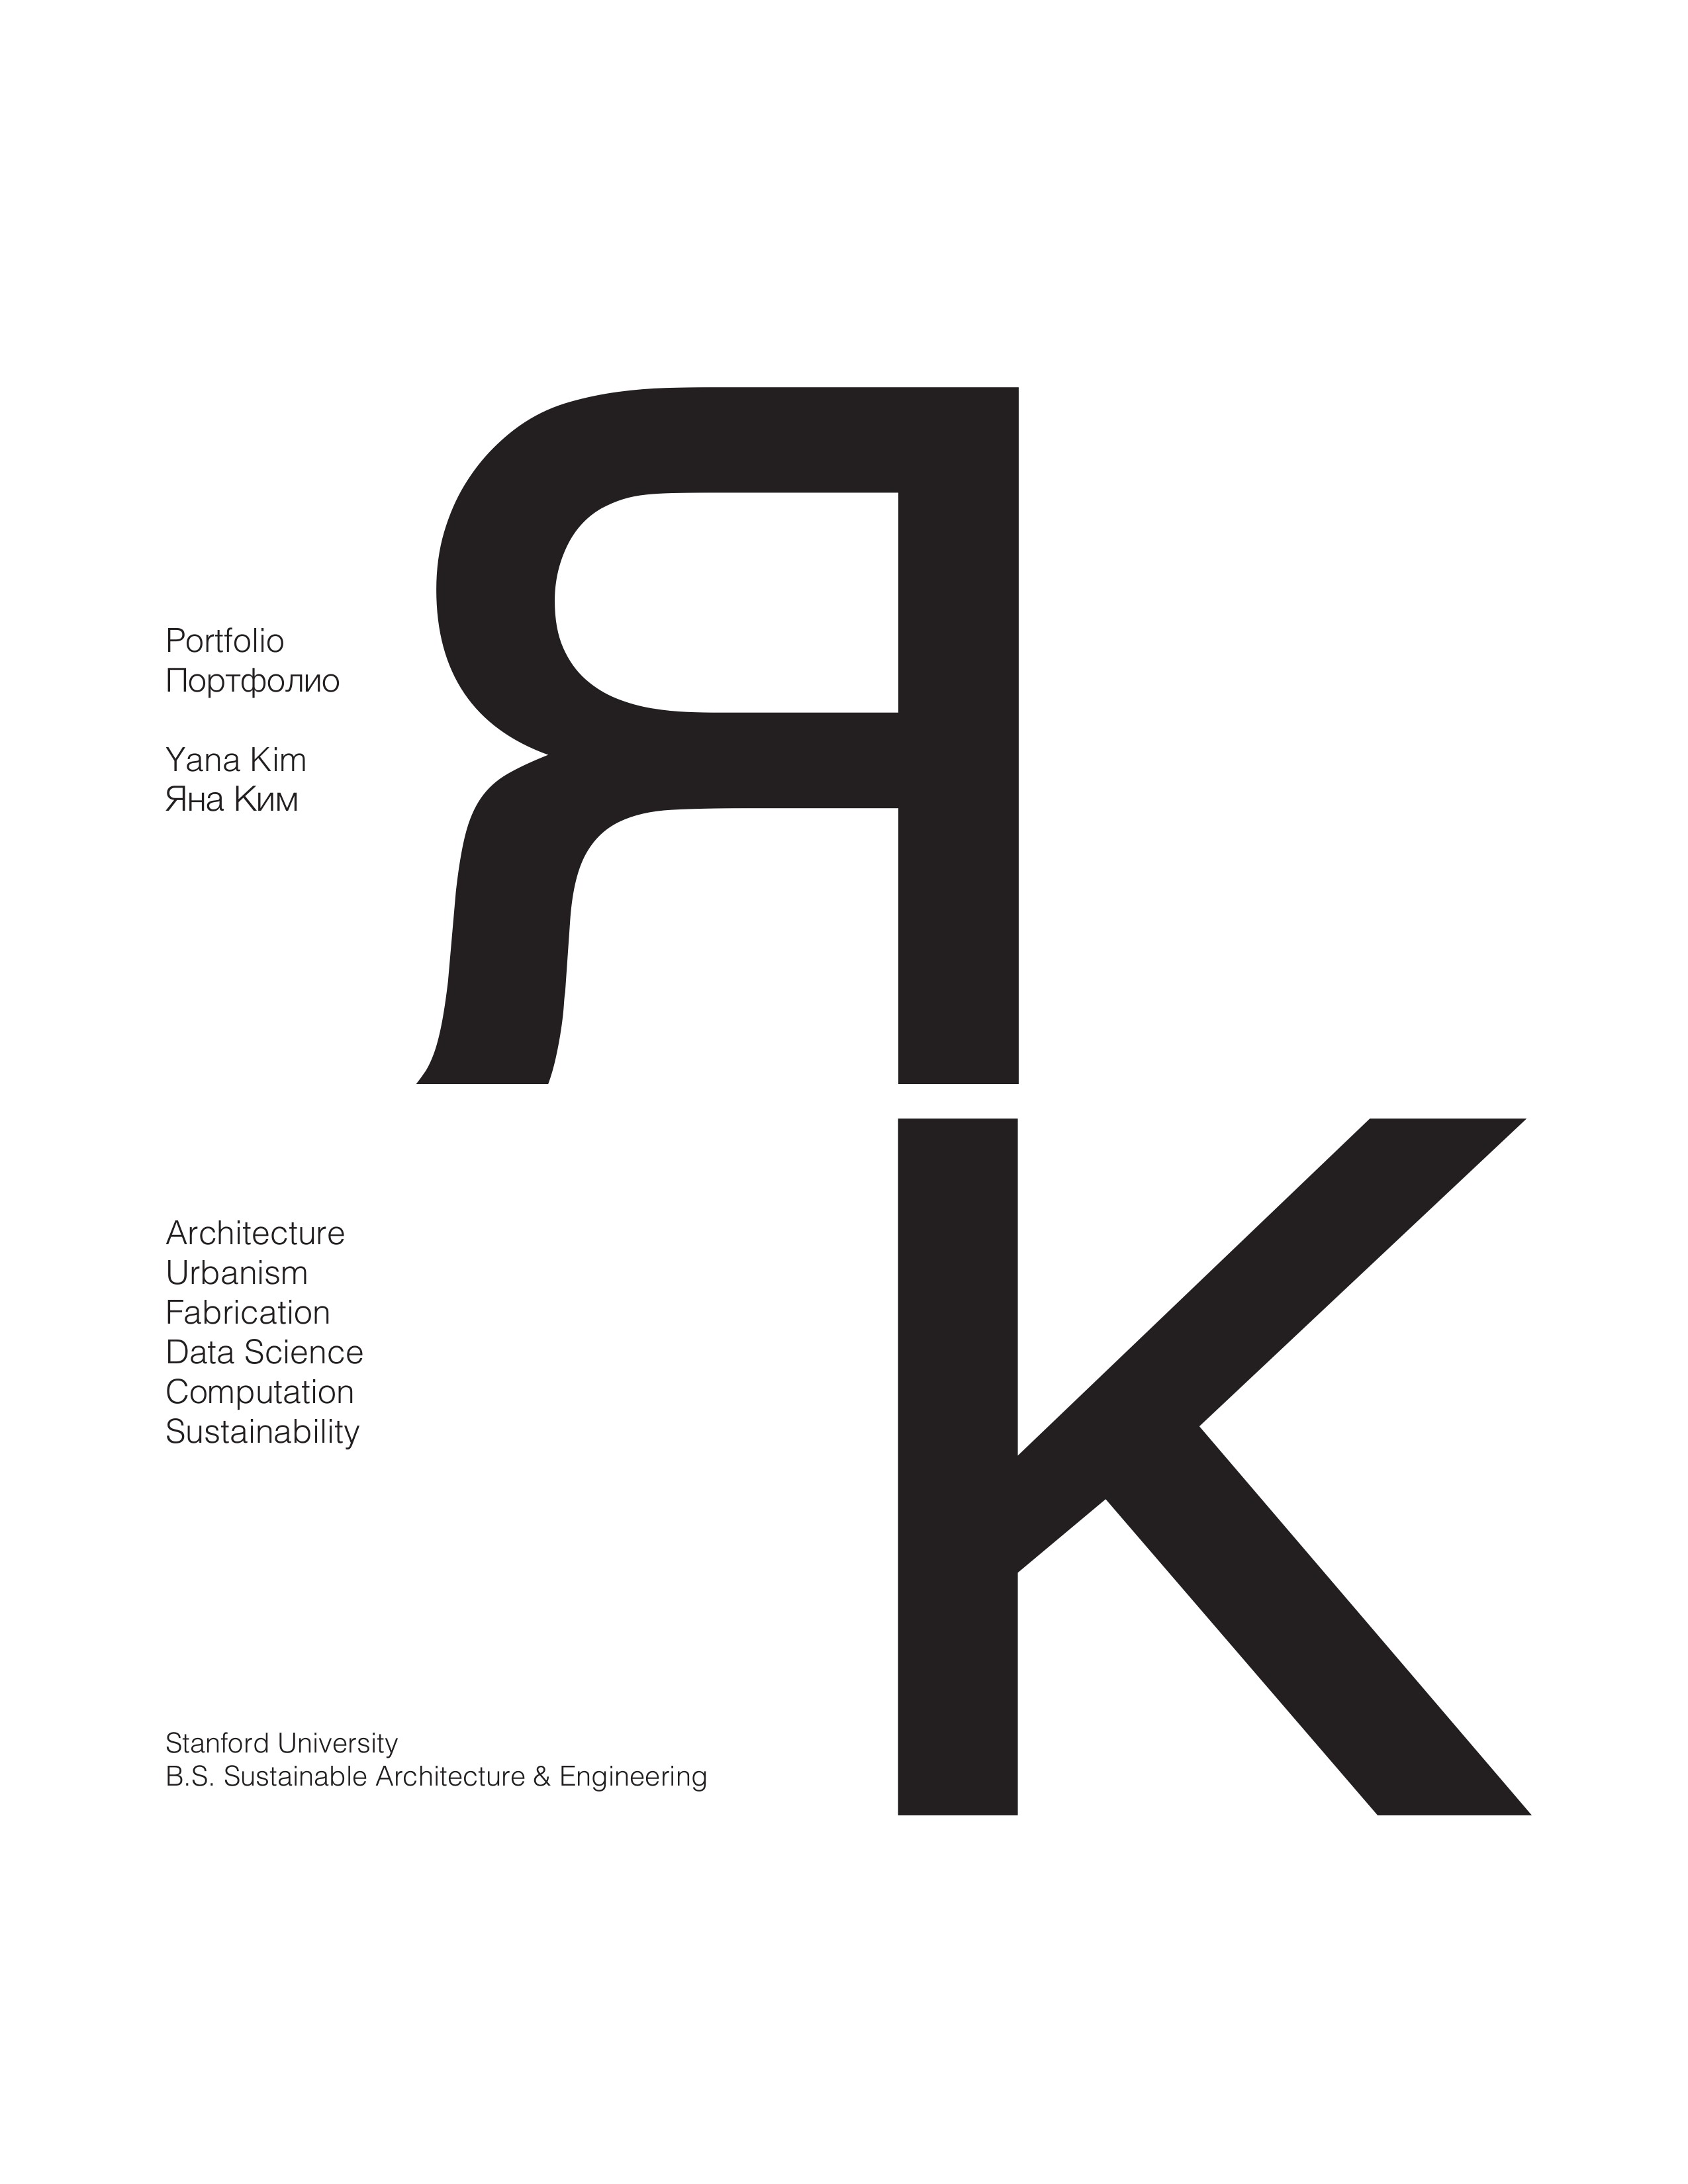 Я
Portfolio
Портфолио
Yana Kim
Яна Ким
К
Architecture
Urbanism
Fabrication
Data Science
Computation
Sustainability
Stanford University
B.S. Sustainable Architecture & Engineering